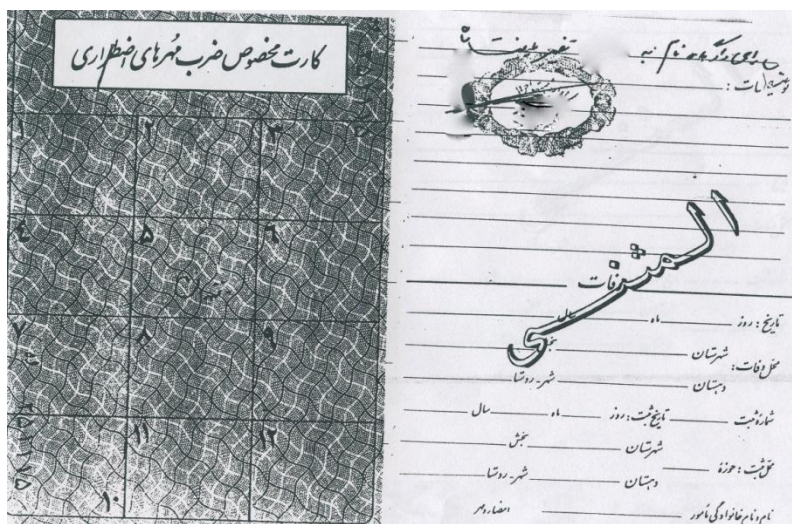 کارت مخصوص ضرب مُهرهای اضطراری
۱ ۲ ۳
۴ ۵ ۶
۷ ۸ ۹
۱۰ ۱۱ ۱۲
به نام
توضیحات :
المثنی
وفات
تاریخ : روز ماه سال
محل وفات : شهرستان بخش
دهستان شهر - روستا
شماره ثبت تاریخ ثبت : روز ماه سال
محل ثبت : حوزه شهرستان بخش
دهستان شهر - روستا
نام و نام خانوادگی مأمور امضاء و مهر